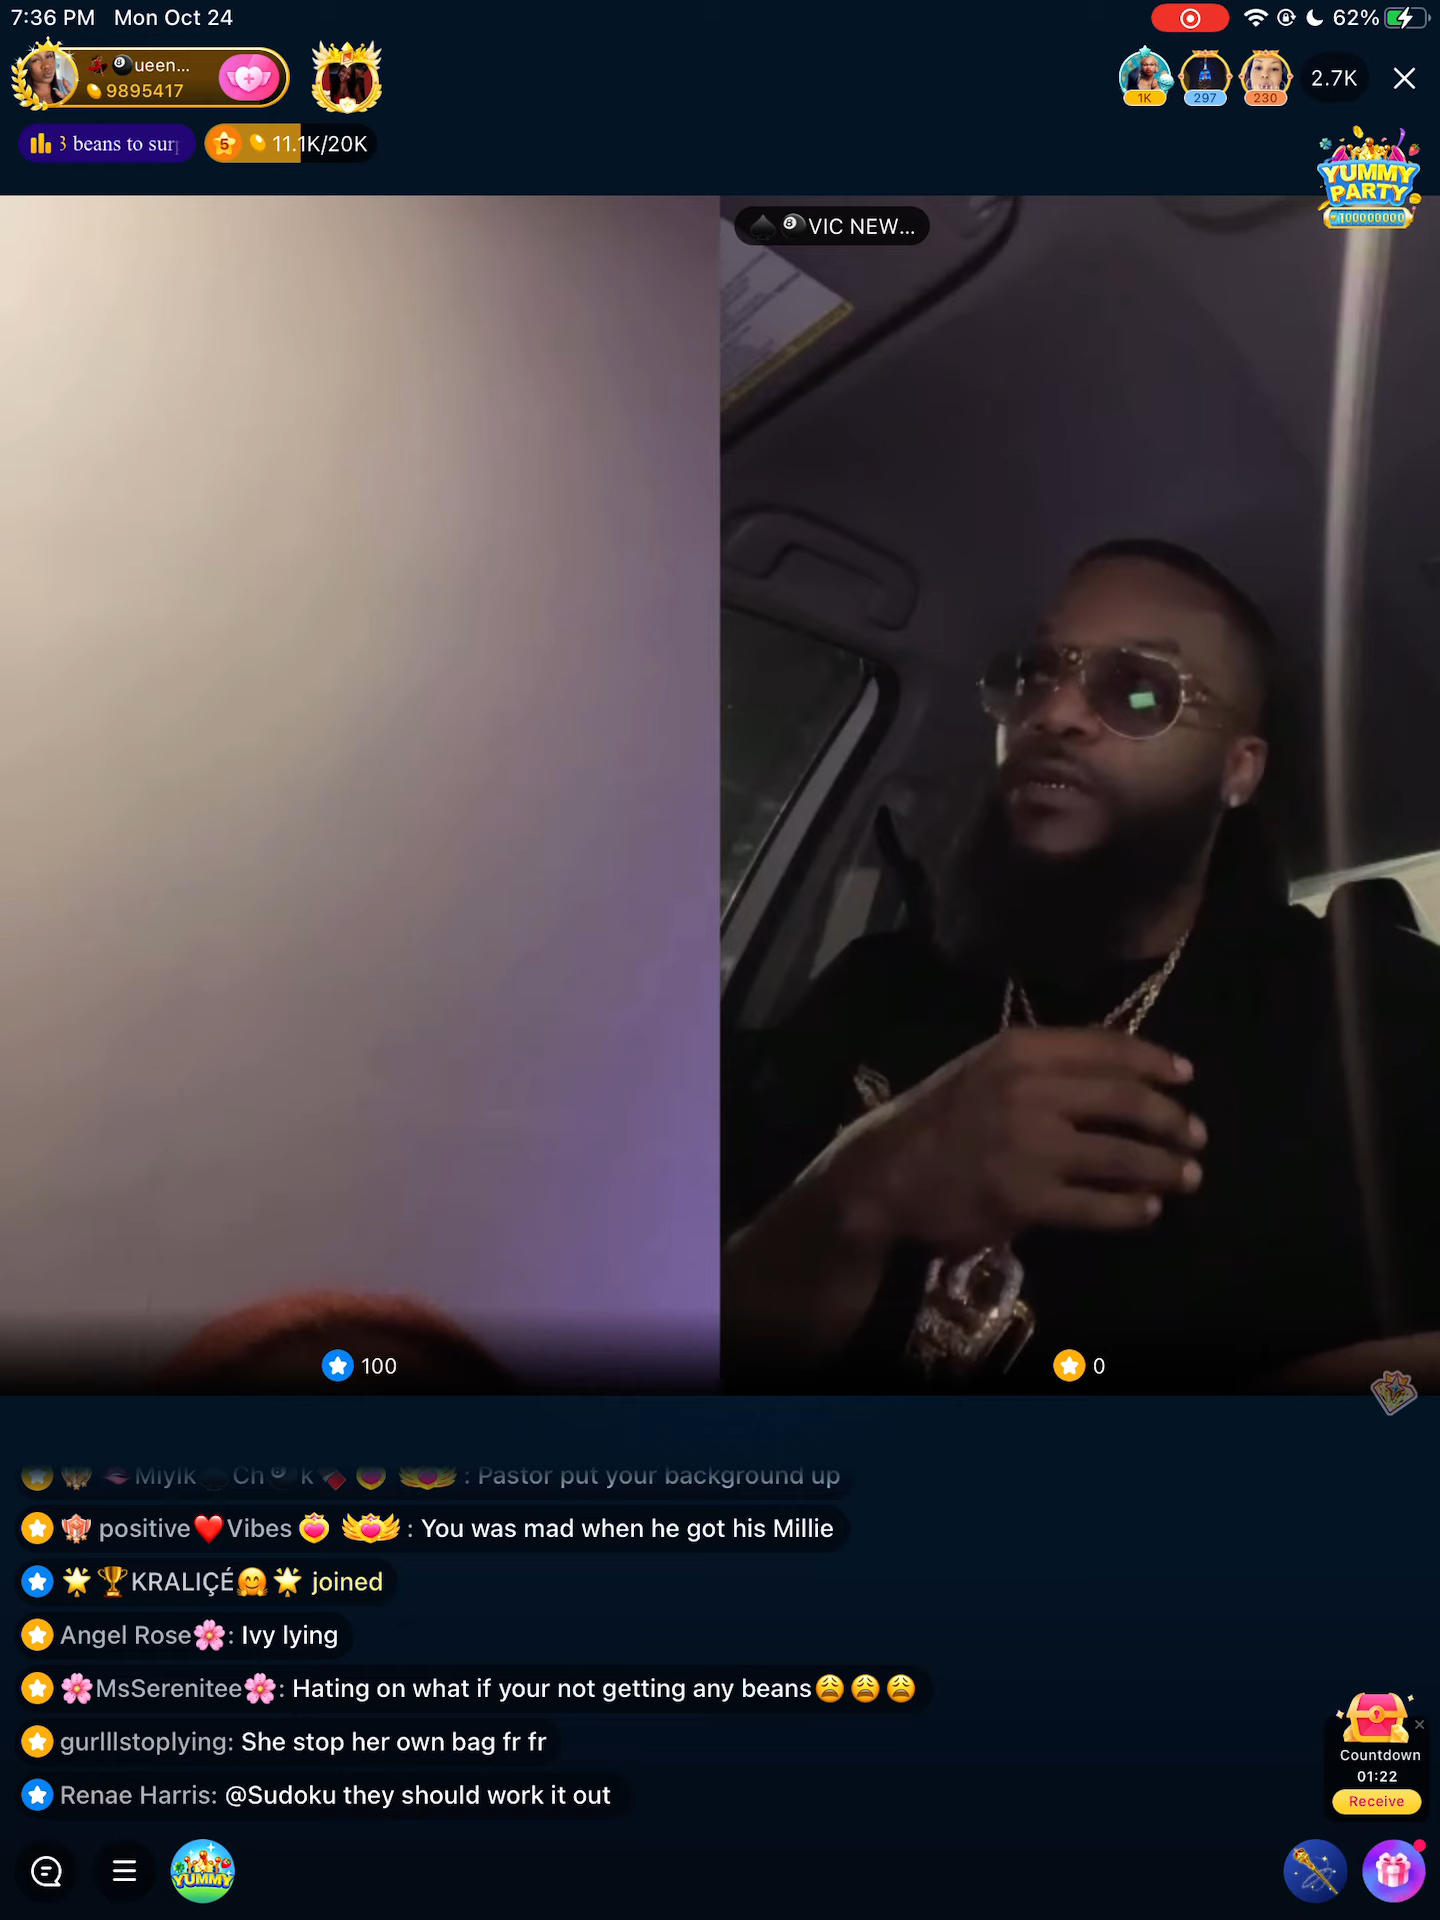 7:36 PM Mon Oct 24
62%
🎱ueen...
9895417
1K
297
230
2.7K
3 beans to sur
5 11.1K/20K
YUMMY
PARTY
100000000
♠️🎱VIC NEW...
100
0
Miylk♠️Ch🎱k : Pastor put your background up
positive❤️Vibes : You was mad when he got his Millie
🌟🏆KRALIÇÉ🤗🌟 joined
Angel Rose🌸: Ivy lying
🌸MsSerenitee🌸: Hating on what if your not getting any beans😩😩😩
gurlllstoplying: She stop her own bag fr fr
Renae Harris: @Sudoku they should work it out
Countdown
01:22
Receive
YUMMY